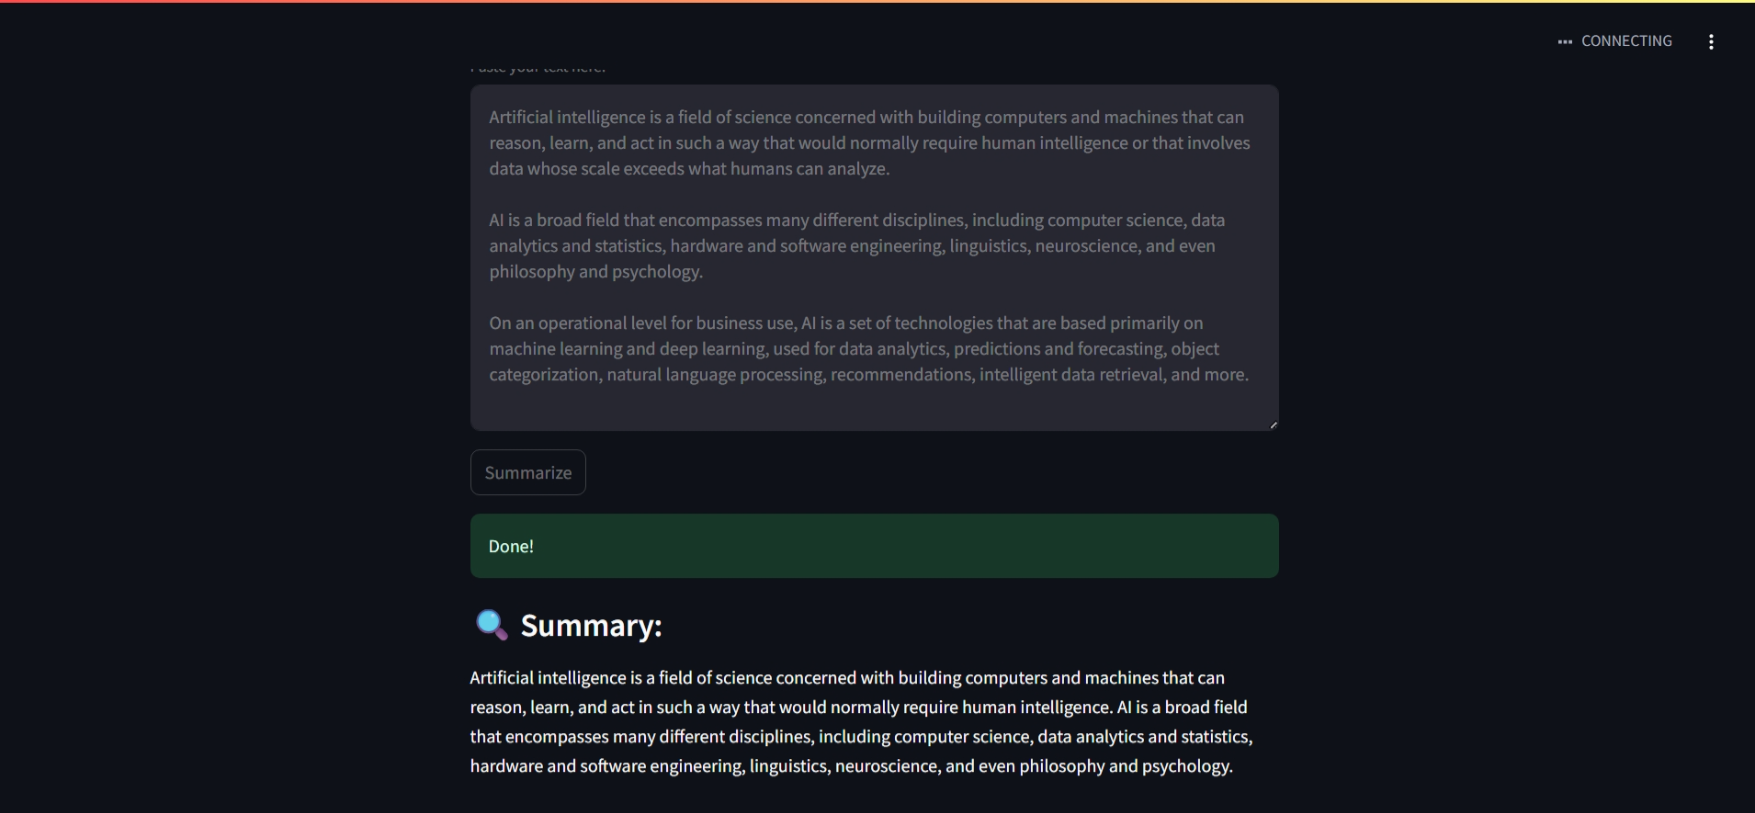 CONNECTING
Paste your text here:
Artificial intelligence is a field of science concerned with building computers and machines that can
reason, learn, and act in such a way that would normally require human intelligence or that involves
data whose scale exceeds what humans can analyze.
AI is a broad field that encompasses many different disciplines, including computer science, data
analytics and statistics, hardware and software engineering, linguistics, neuroscience, and even
philosophy and psychology.
On an operational level for business use, AI is a set of technologies that are based primarily on
machine learning and deep learning, used for data analytics, predictions and forecasting, object
categorization, natural language processing, recommendations, intelligent data retrieval, and more.
Summarize
Done!
Summary:
Artificial intelligence is a field of science concerned with building computers and machines that can
reason, learn, and act in such a way that would normally require human intelligence. AI is a broad field
that encompasses many different disciplines, including computer science, data analytics and statistics,
hardware and software engineering, linguistics, neuroscience, and even philosophy and psychology.